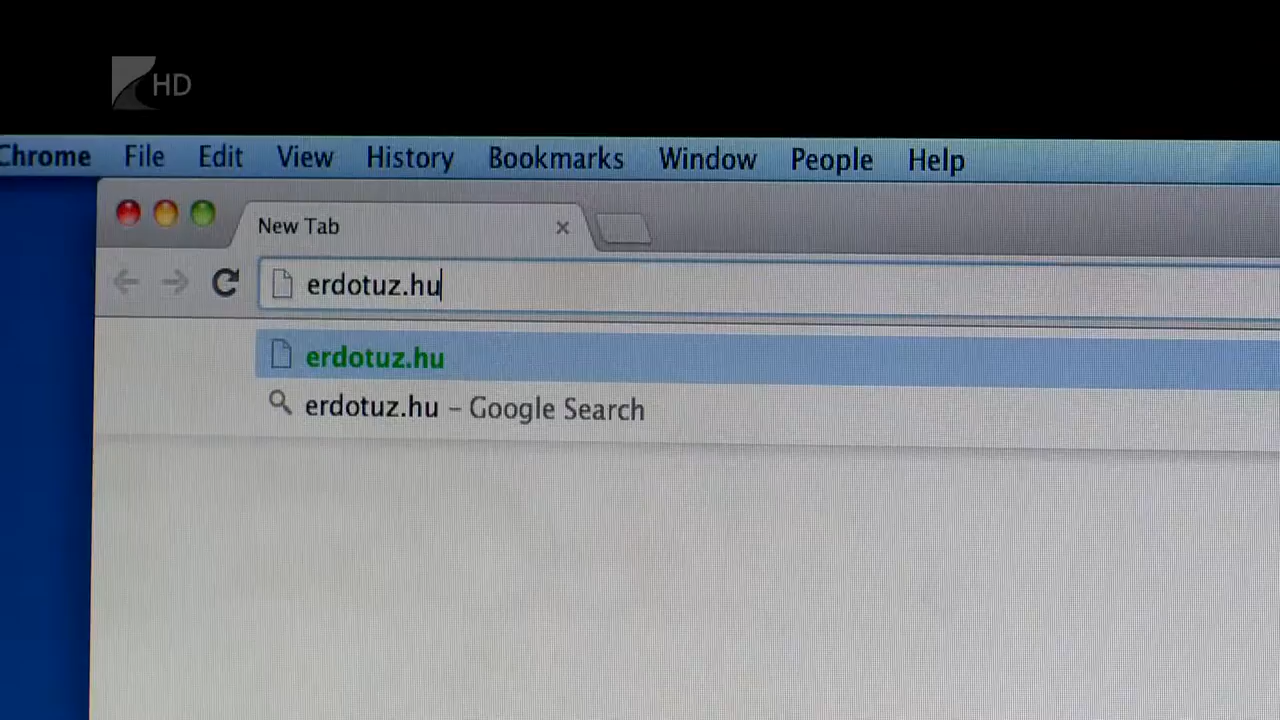 HD
Chrome File Edit View History Bookmarks Window People Help
New Tab
erdotuz.hu
erdotuz.hu
erdotuz.hu – Google Search